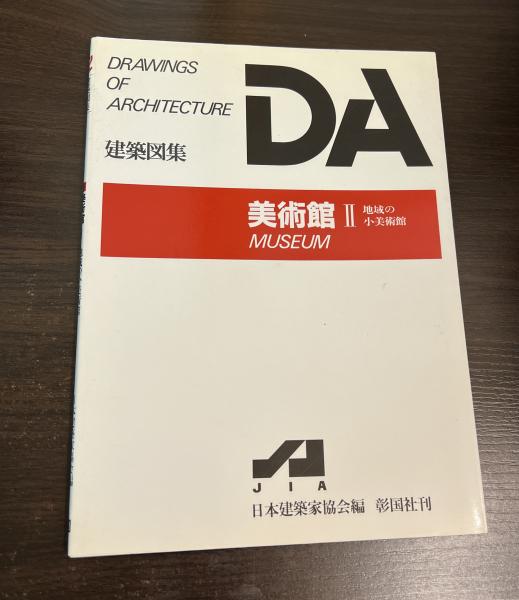 DRAWINGS
OF
ARCHITECTURE
DA
建築図集
美術館 II 地域の
小美術館
MUSEUM
JIA
日本建築家協会編 彰国社刊